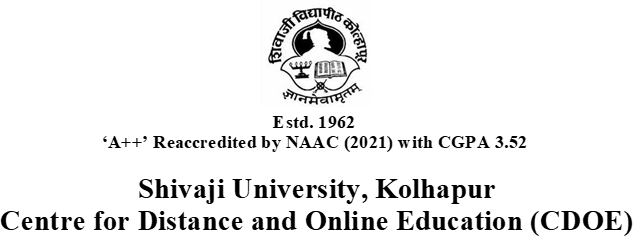 शिवाजी विद्यापीठ कोल्हापूर
ज्ञानमेवामृतम्
Estd. 1962
‘A++’ Reaccredited by NAAC (2021) with CGPA 3.52
Shivaji University, Kolhapur
Centre for Distance and Online Education (CDOE)